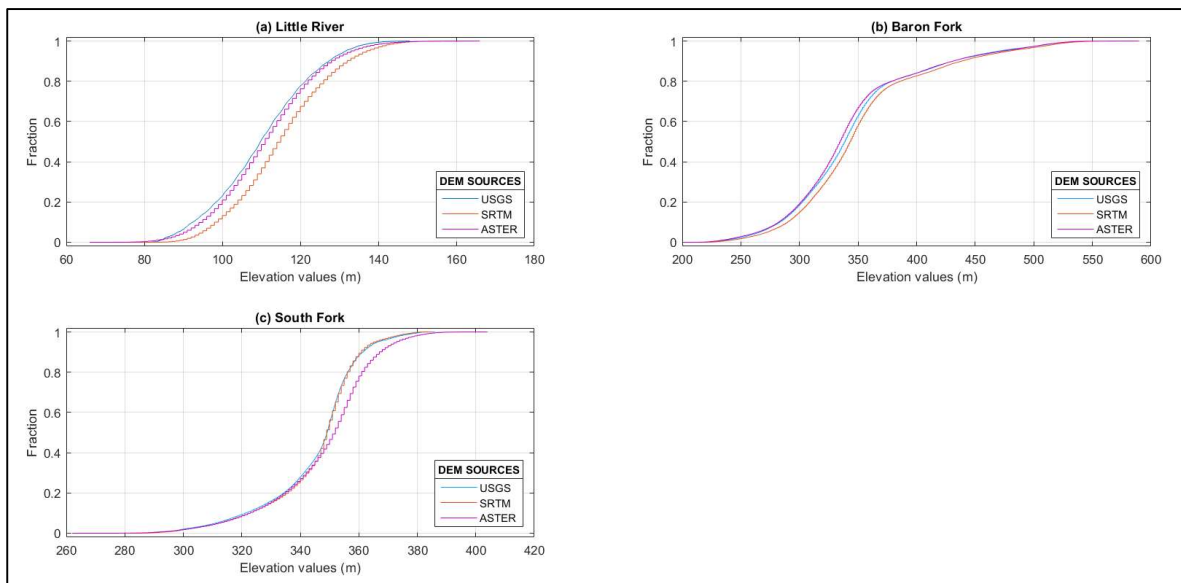 (a) Little River
1
0.8
0.6
0.4
0.2
0
Fraction
60 80 100 120 140 160 180
Elevation values (m)
DEM SOURCES
USGS
SRTM
ASTER
(b) Baron Fork
1
0.8
0.6
0.4
0.2
0
Fraction
200 250 300 350 400 450 500 550 600
Elevation values (m)
DEM SOURCES
USGS
SRTM
ASTER
(c) South Fork
1
0.8
0.6
0.4
0.2
0
Fraction
260 280 300 320 340 360 380 400 420
Elevation values (m)
DEM SOURCES
USGS
SRTM
ASTER